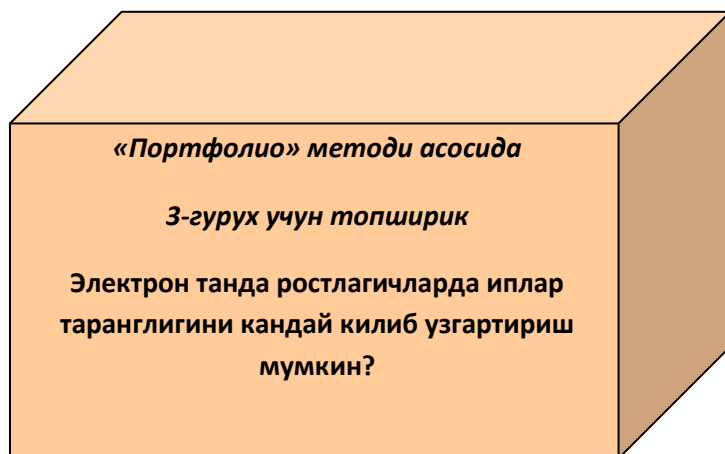 «Портфолио» методи асосида
3-гурух учун топширик
Электрон танда ростлагичларда иплар
таранглигини кандай килиб узгартириш
мумкин?